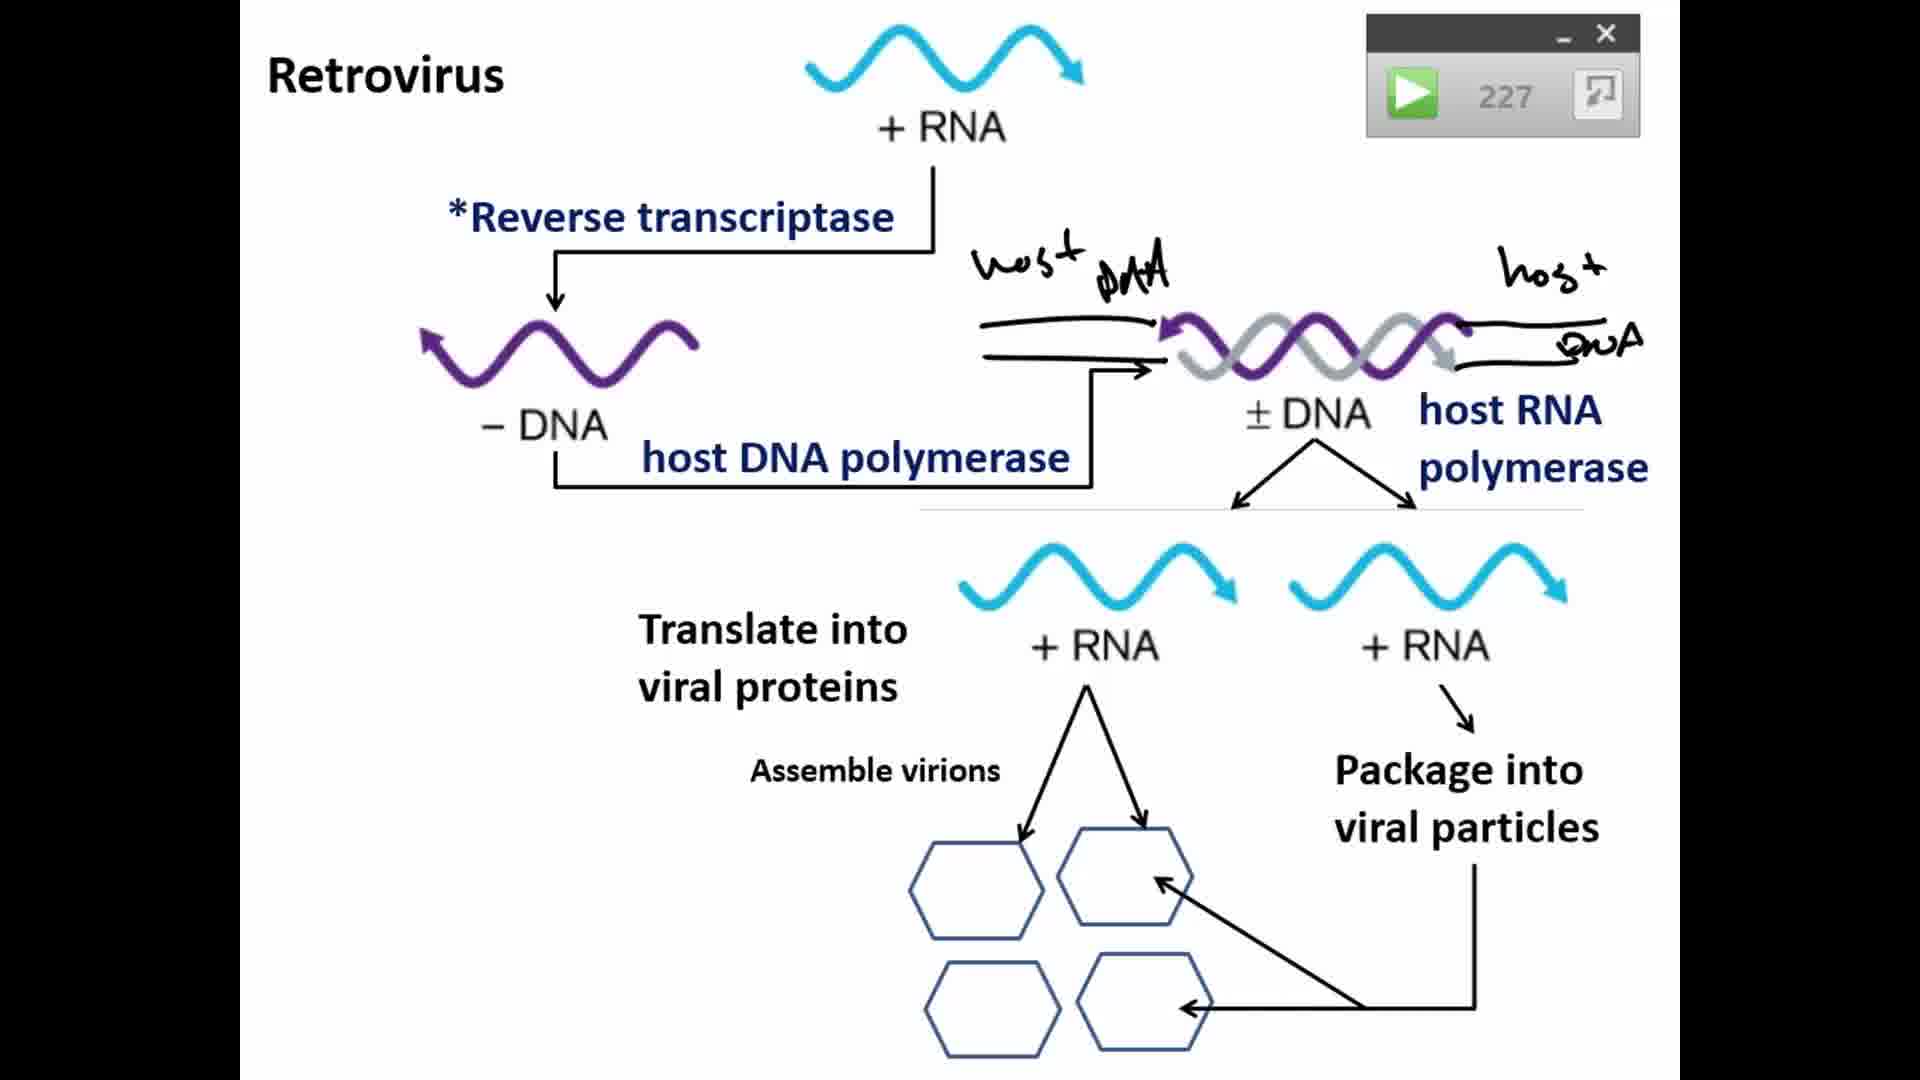 Retrovirus
+ RNA
227
*Reverse transcriptase
host DNA
host
DNA
− DNA
± DNA
host RNA
polymerase
host DNA polymerase
Translate into
viral proteins
+ RNA
+ RNA
Assemble virions
Package into
viral particles